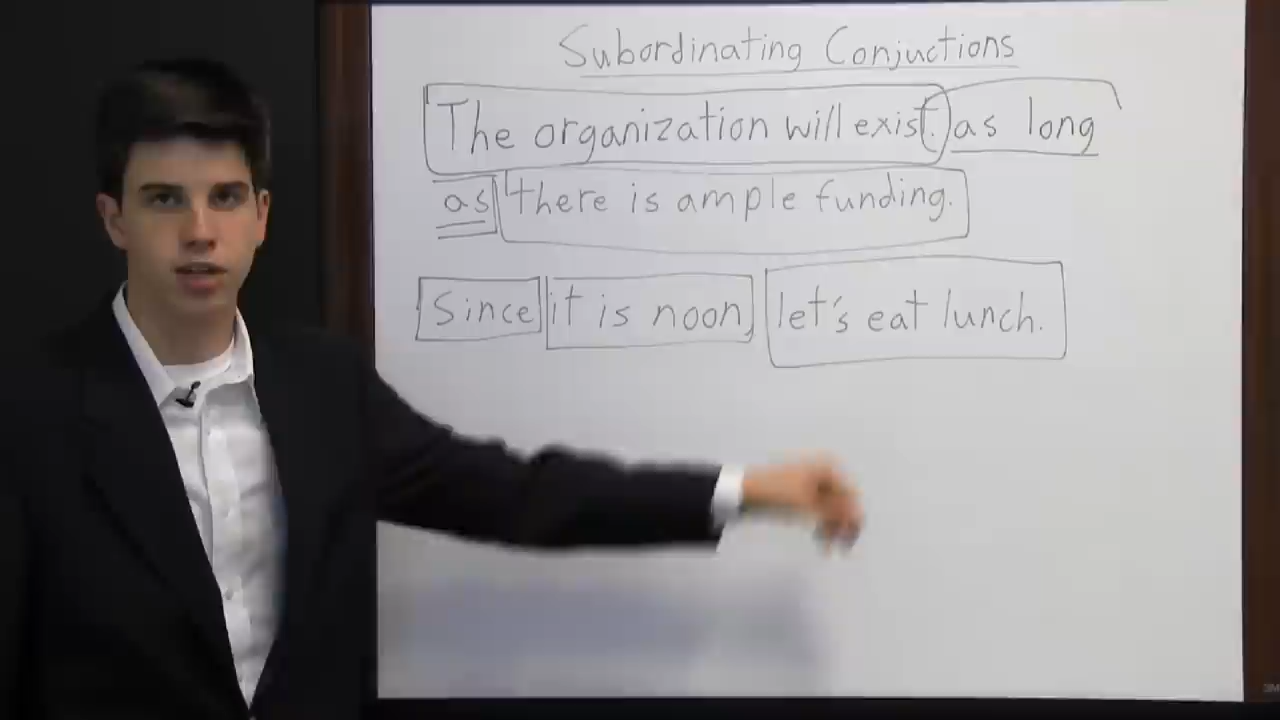 Subordinating Conjuctions
The organization will exist. as long
as there is ample funding.
Since it is noon, let's eat lunch.
3M